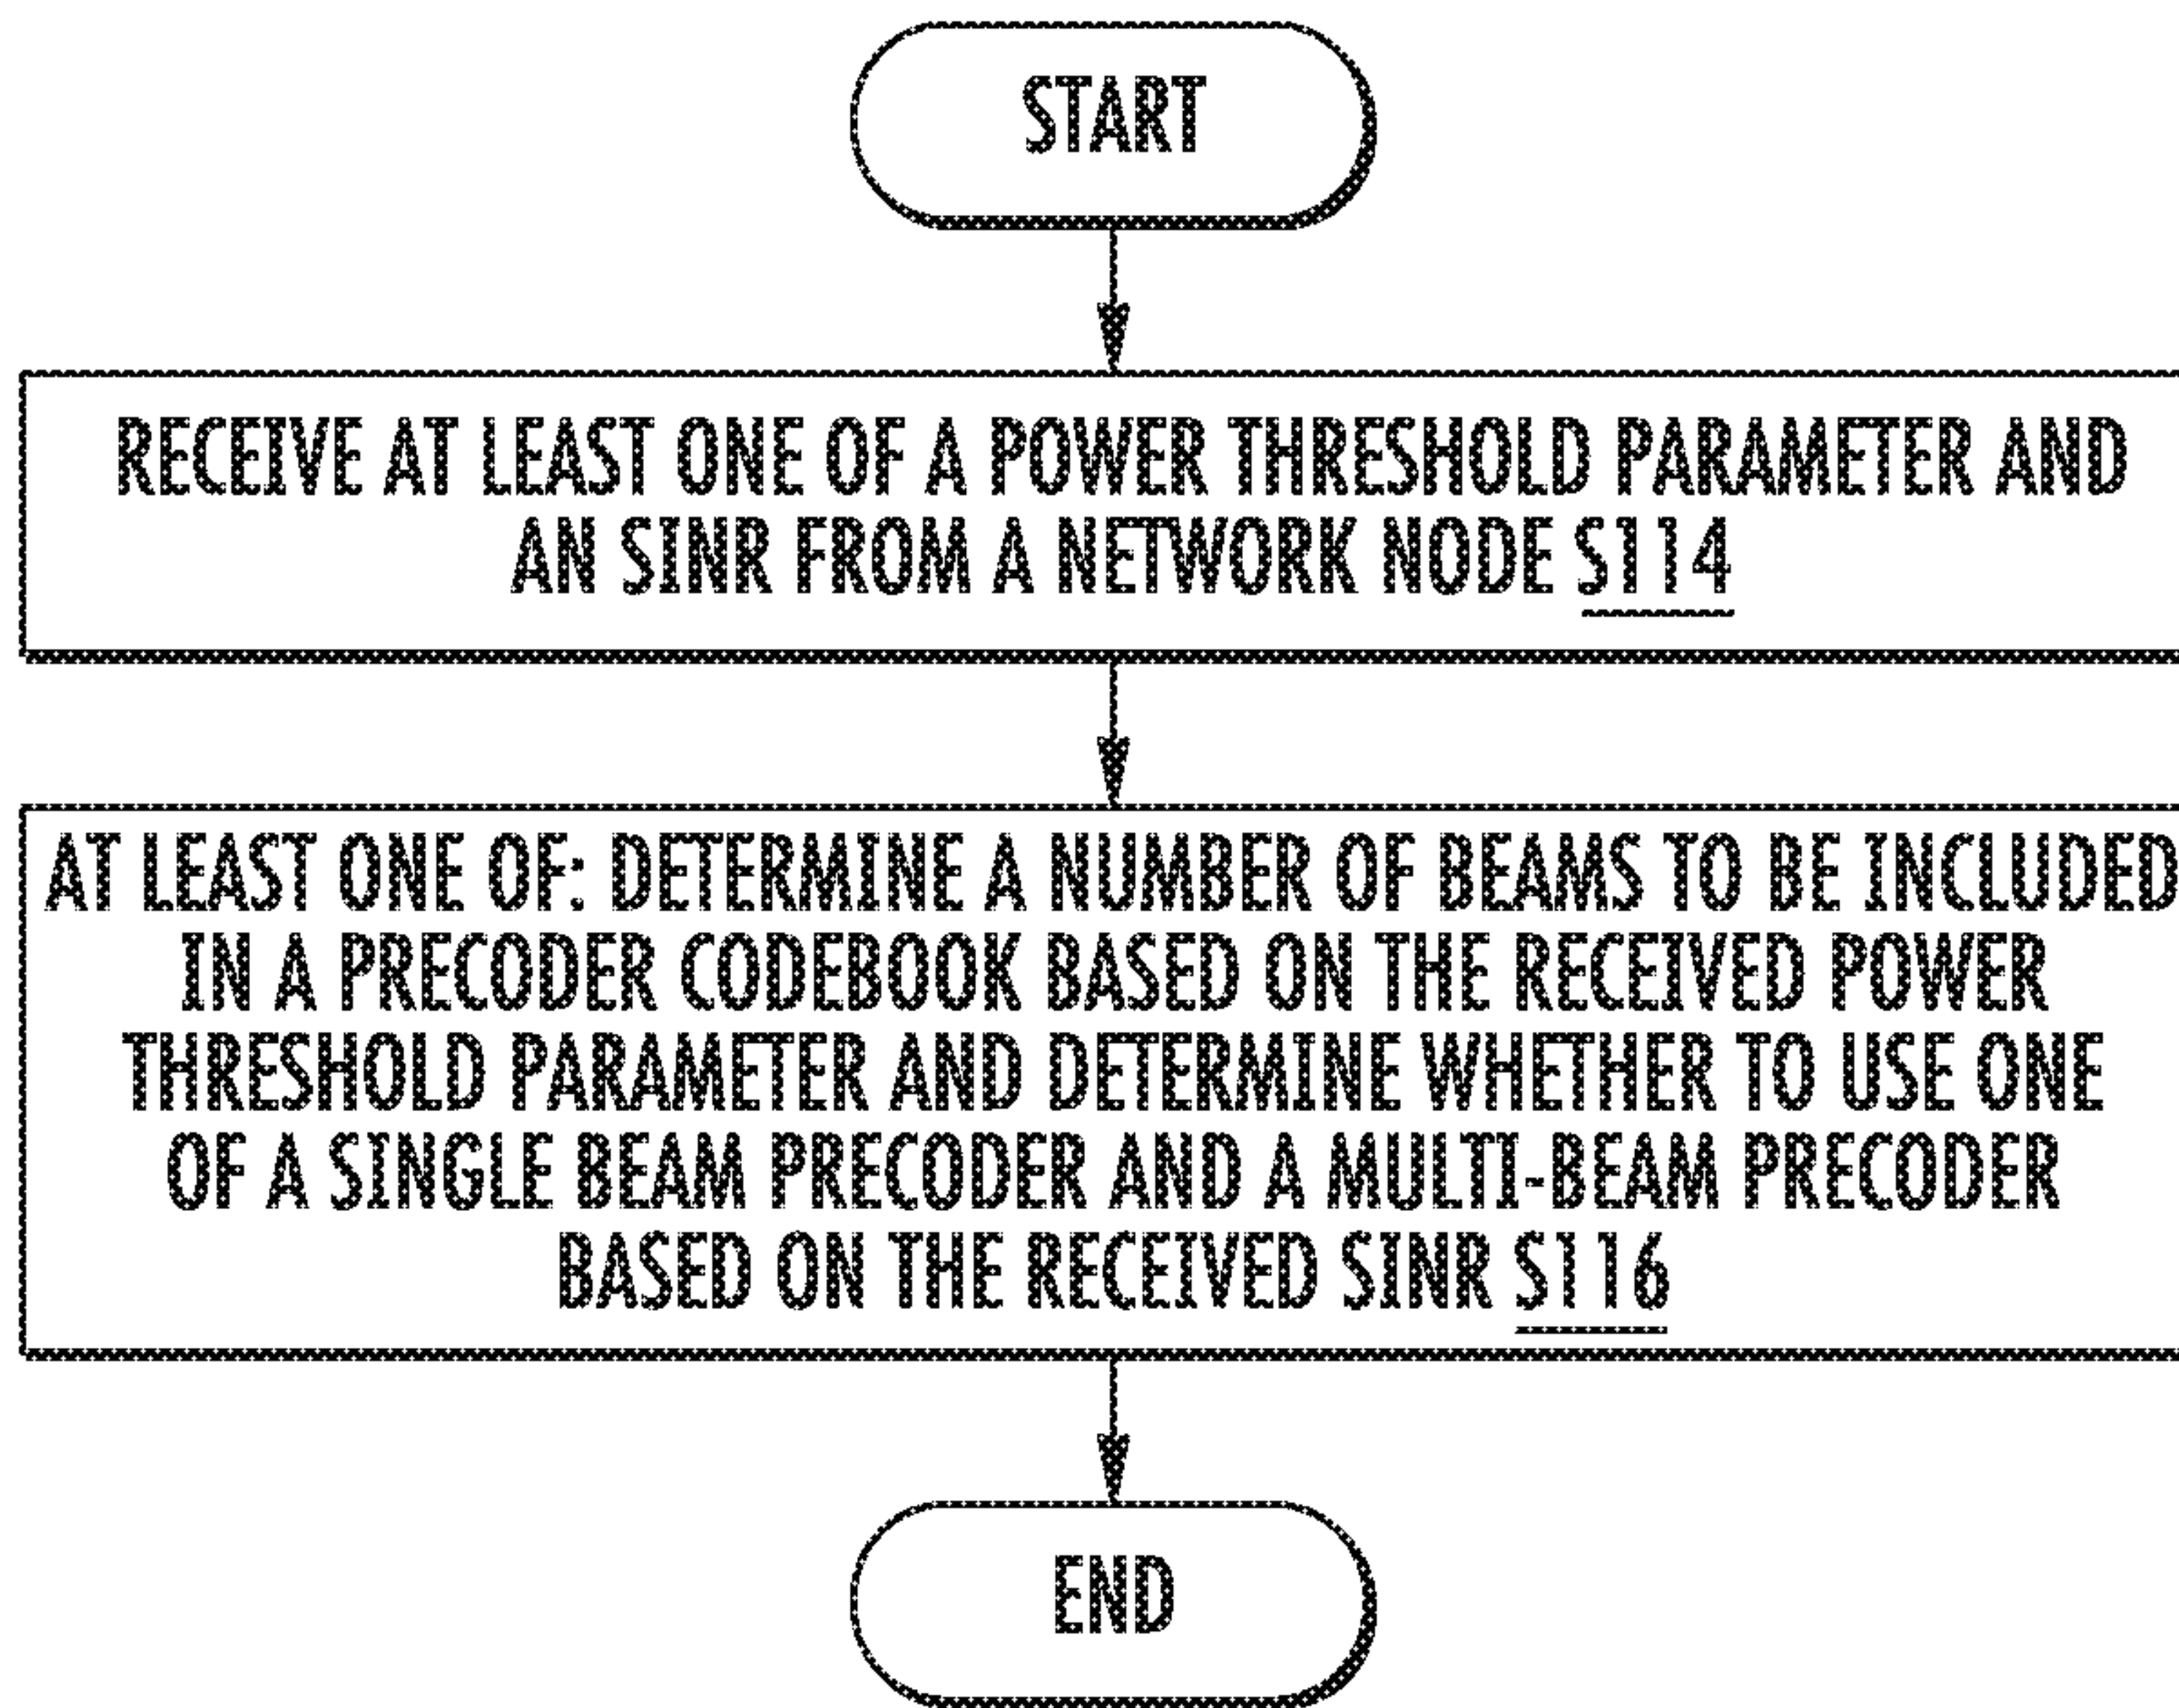 START
RECEIVE AT LEAST ONE OF A POWER THRESHOLD PARAMETER AND
AN SINR FROM A NETWORK NODE S114
AT LEAST ONE OF: DETERMINE A NUMBER OF BEAMS TO BE INCLUDED
IN A PRECODER CODEBOOK BASED ON THE RECEIVED POWER
THRESHOLD PARAMETER AND DETERMINE WHETHER TO USE ONE
OF A SINGLE BEAM PRECODER AND A MULTI-BEAM PRECODER
BASED ON THE RECEIVED SINR S116
END